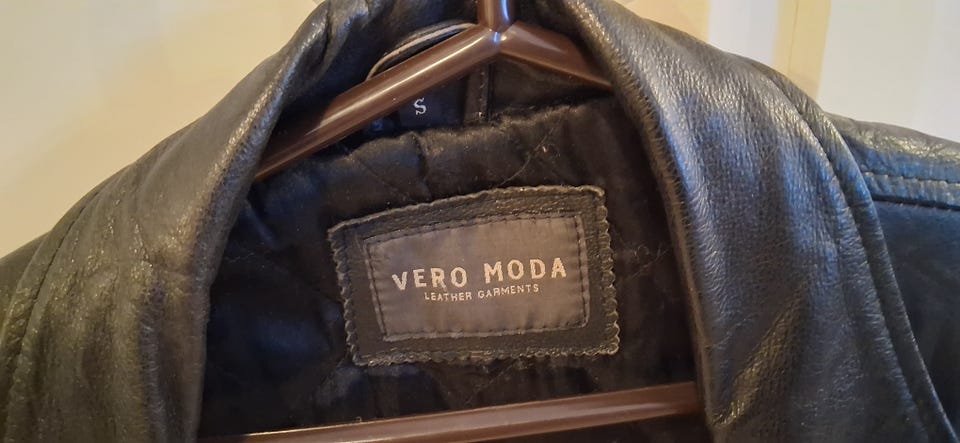 S
VERO MODA
LEATHER GARMENTS